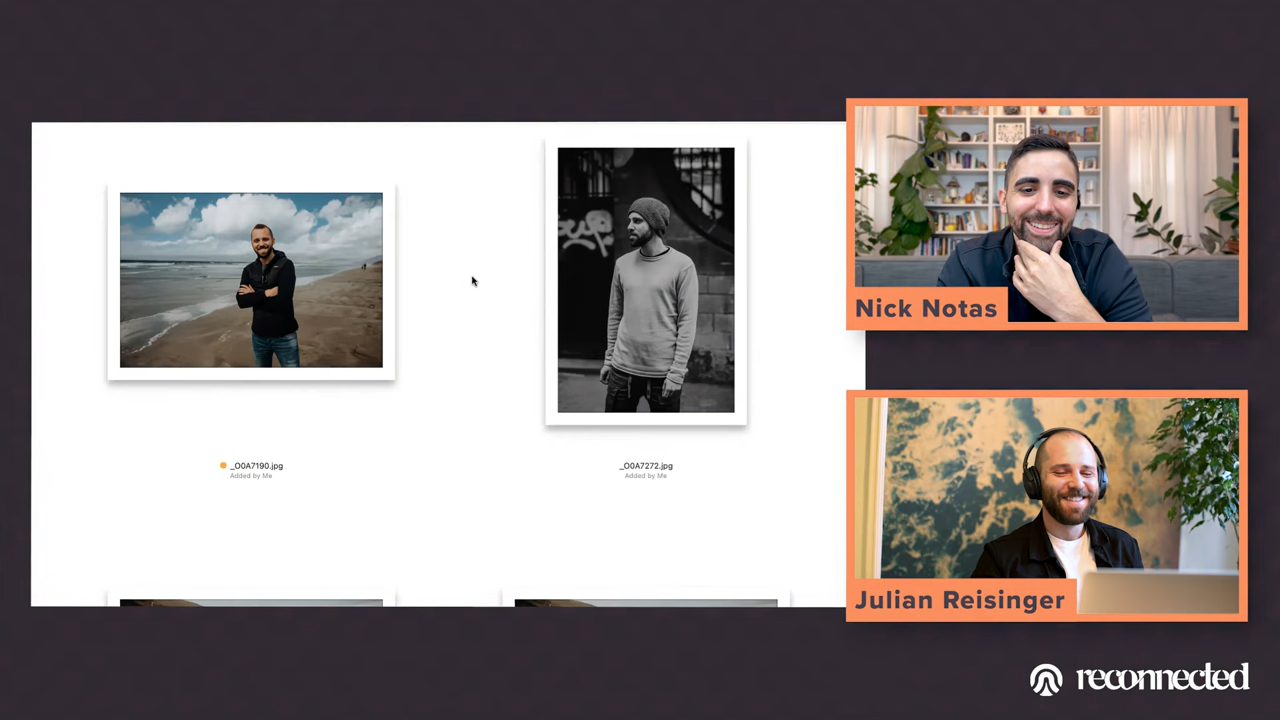 _O0A7190.jpg
Added by Me
_O0A7272.jpg
Added by Me
Nick Notas
Julian Reisinger
reconnected